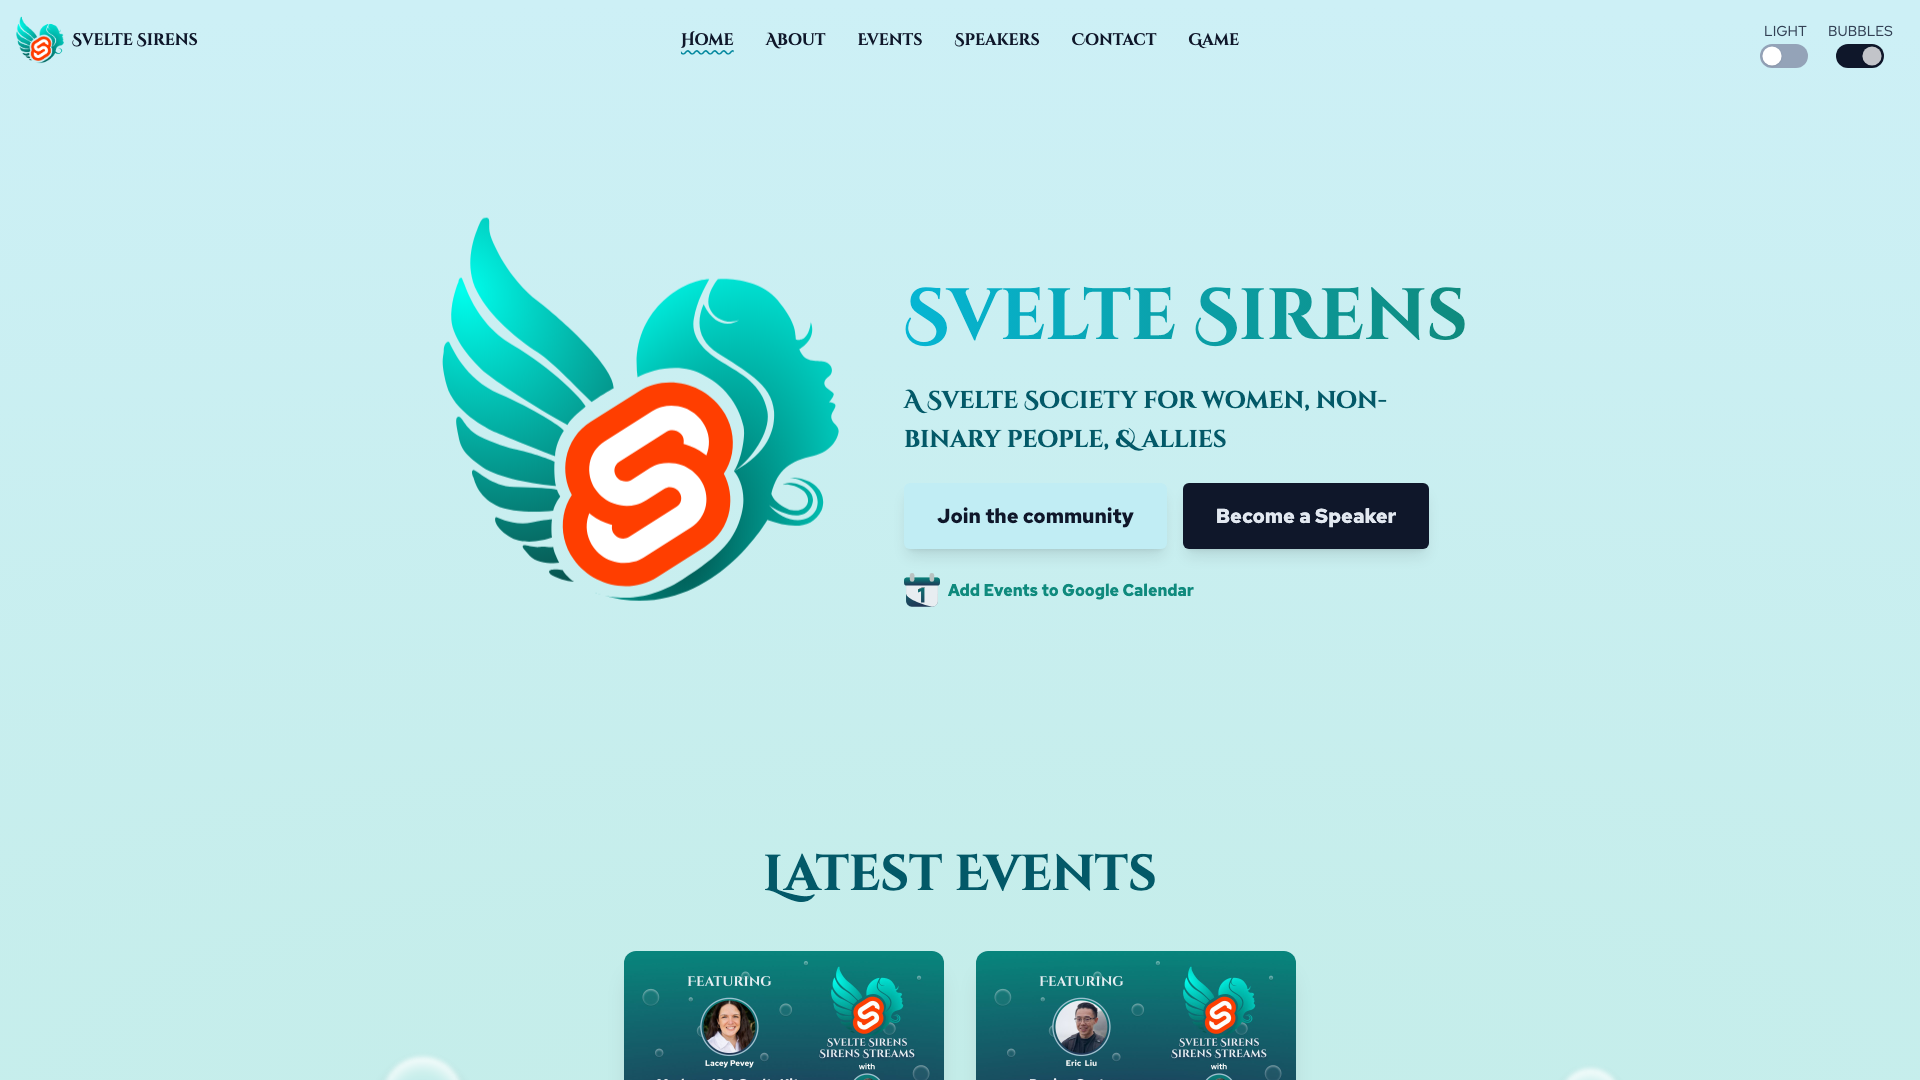 Svelte Sirens
Home
About
Events
Speakers
Contact
Game
LIGHT
BUBBLES
Svelte Sirens
A Svelte Society for women, non-
binary people, & allies
Join the community
Become a Speaker
1
Add Events to Google Calendar
Latest Events
Featuring
Lacey Pevey
Svelte Sirens
Sirens Streams
with
Featuring
Eric Liu
Svelte Sirens
Sirens Streams
with